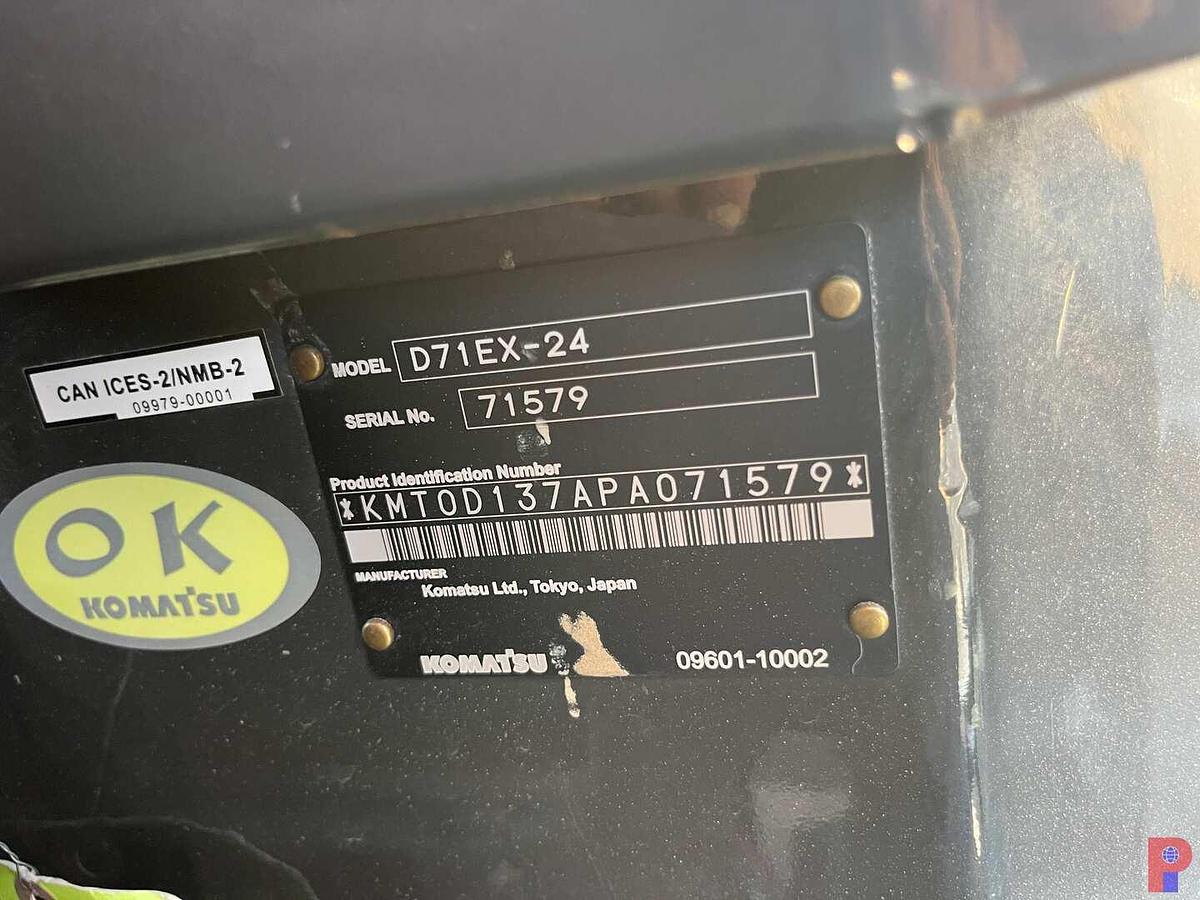 CAN ICES-2/NMB-2
09979-00001
OK
KOMATSU
MODEL D71EX-24
SERIAL No. 71579
Product Identification Number
*KMT0D137APA071579*
MANUFACTURER
Komatsu Ltd., Tokyo, Japan
KOMATSU 09601-10002